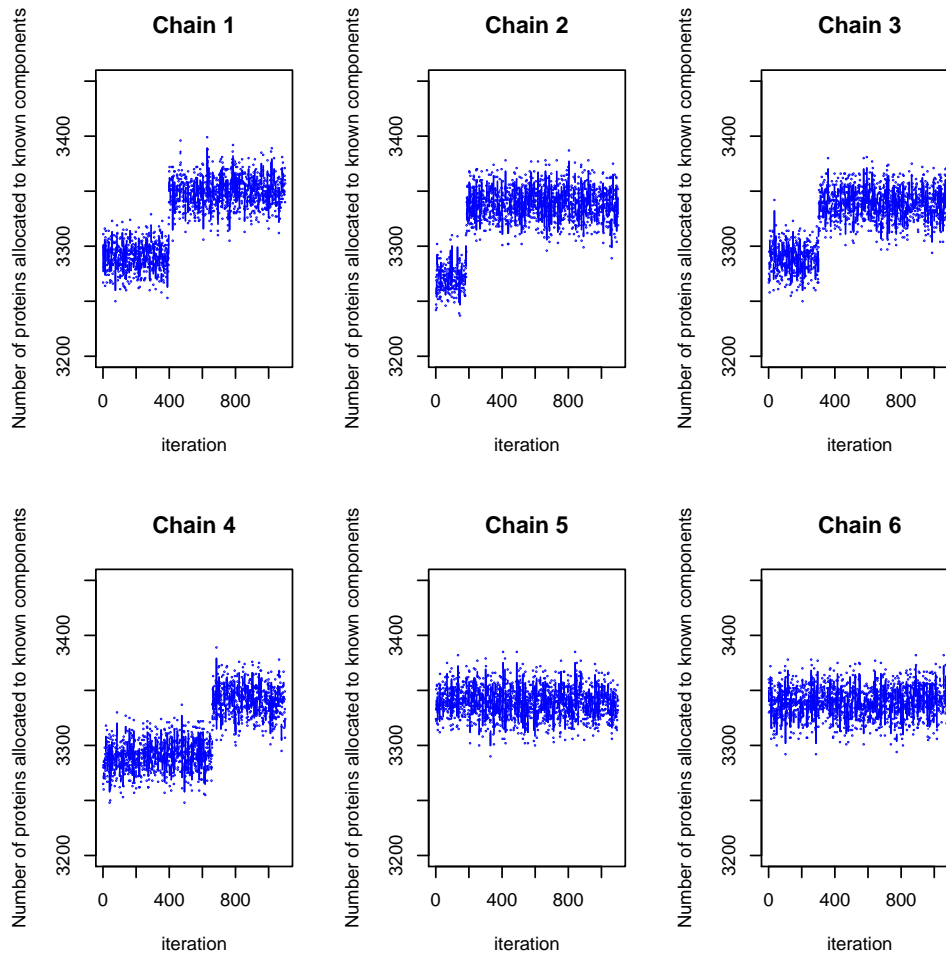 Chain 1
Number of proteins allocated to known components
3200
3300
3400
0
400
800
iteration
Chain 2
Number of proteins allocated to known components
3200
3300
3400
0
400
800
iteration
Chain 3
Number of proteins allocated to known components
3200
3300
3400
0
400
800
iteration
Chain 4
Number of proteins allocated to known components
3200
3300
3400
0
400
800
iteration
Chain 5
Number of proteins allocated to known components
3200
3300
3400
0
400
800
iteration
Chain 6
Number of proteins allocated to known components
3200
3300
3400
0
400
800
iteration